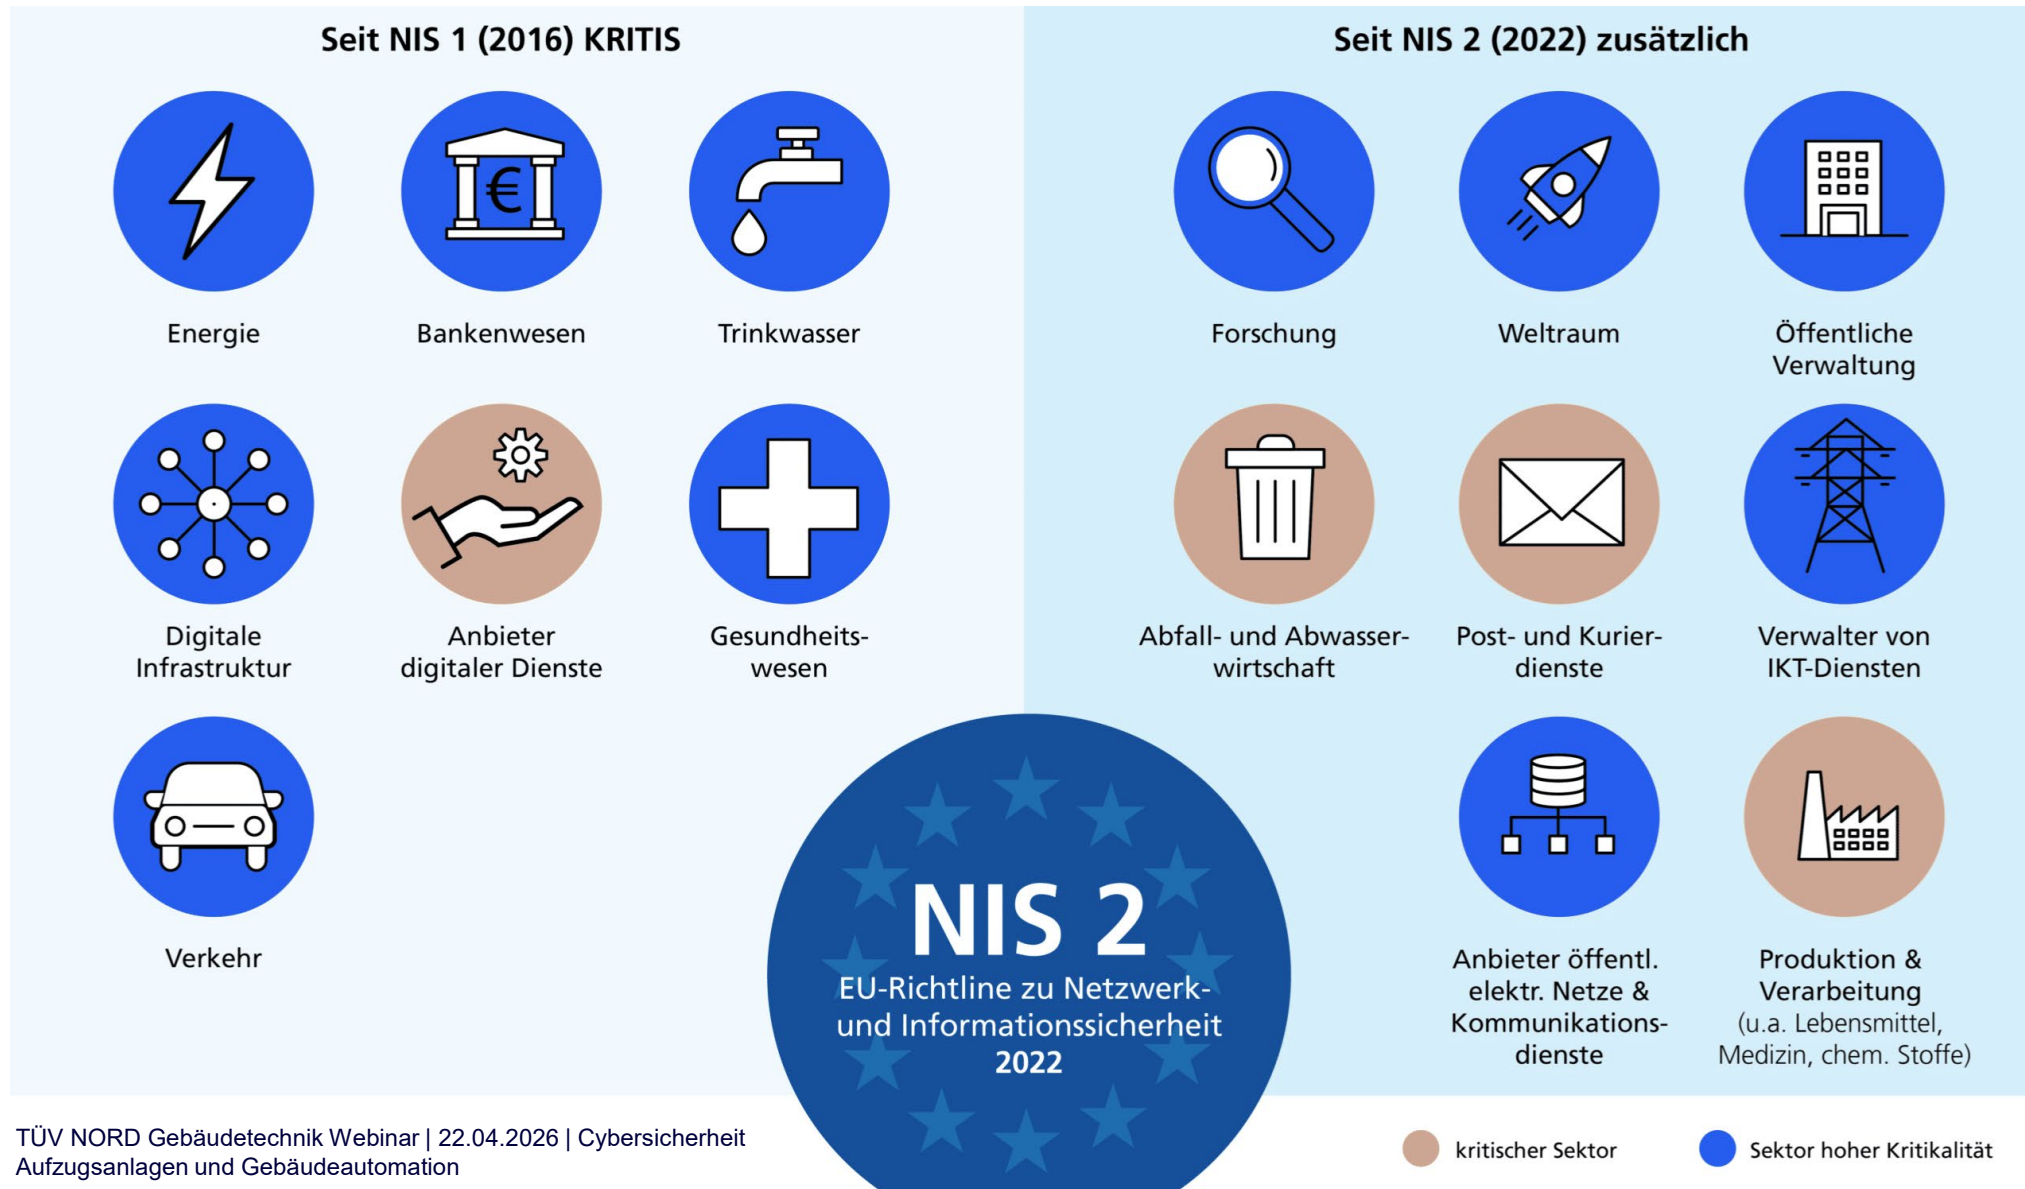 Seit NIS 1 (2016) KRITIS
Energie
Bankenwesen
€
Trinkwasser
Digitale
Infrastruktur
Anbieter
digitaler Dienste
Gesundheits-
wesen
Verkehr
Seit NIS 2 (2022) zusätzlich
Forschung
Weltraum
Öffentliche
Verwaltung
Abfall- und Abwasser-
wirtschaft
Post- und Kurier-
dienste
Verwalter von
IKT-Diensten
Anbieter öffentl.
elektr. Netze &
Kommunikations-
dienste
Produktion &
Verarbeitung
(u.a. Lebensmittel,
Medizin, chem. Stoffe)
NIS 2
EU-Richtline zu Netzwerk-
und Informationssicherheit
2022
TÜV NORD Gebäudetechnik Webinar | 22.04.2026 | Cybersicherheit
Aufzugsanlagen und Gebäudeautomation
kritischer Sektor
Sektor hoher Kritikalität